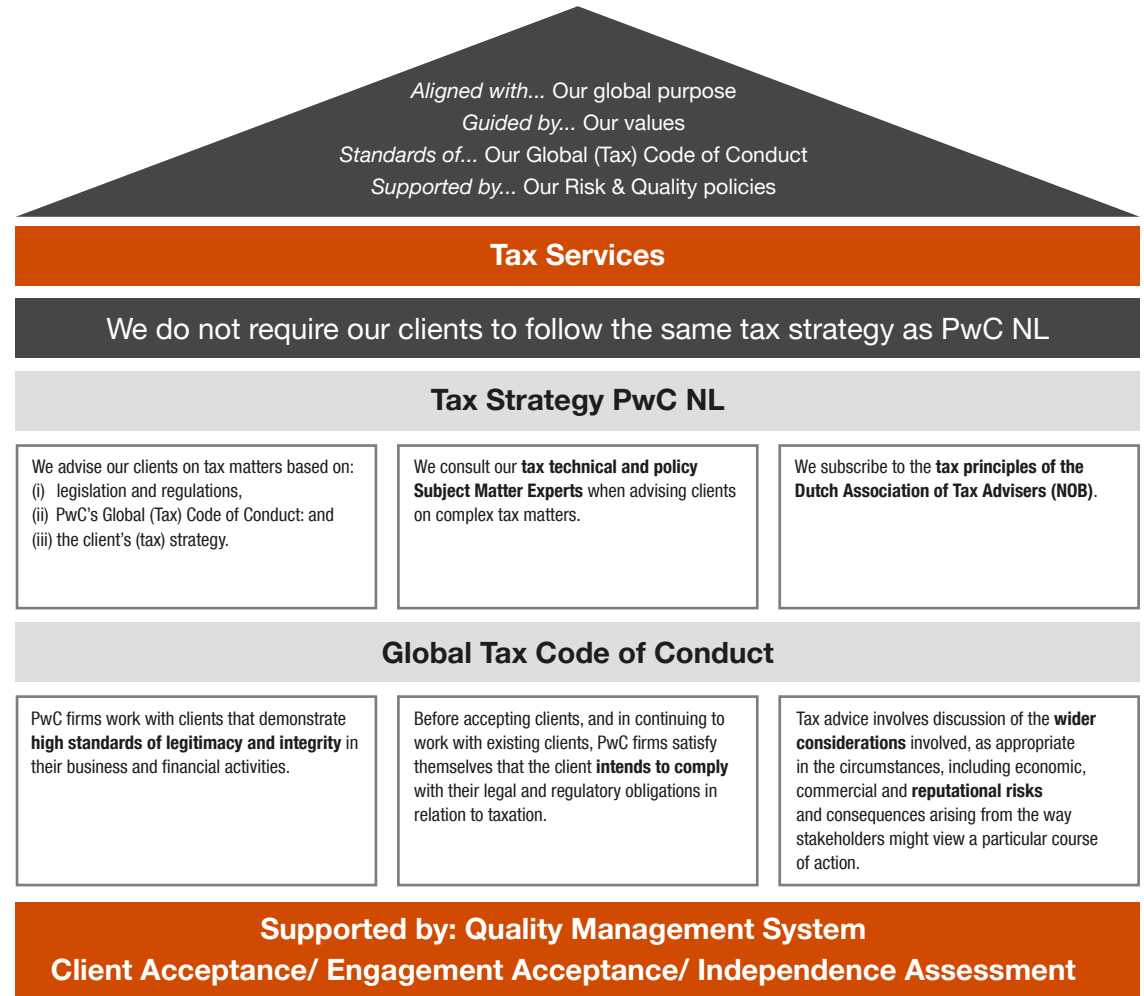 Aligned with... Our global purpose
Guided by... Our values
Standards of... Our Global (Tax) Code of Conduct
Supported by... Our Risk & Quality policies
Tax Services
We do not require our clients to follow the same tax strategy as PwC NL
Tax Strategy PwC NL
We advise our clients on tax matters based on:
(i) legislation and regulations,
(ii) PwC's Global (Tax) Code of Conduct: and
(iii) the client's (tax) strategy.
We consult our tax technical and policy
Subject Matter Experts when advising clients
on complex tax matters.
We subscribe to the tax principles of the
Dutch Association of Tax Advisers (NOB).
Global Tax Code of Conduct
PwC firms work with clients that demonstrate
high standards of legitimacy and integrity in
their business and financial activities.
Before accepting clients, and in continuing to
work with existing clients, PwC firms satisfy
themselves that the client intends to comply
with their legal and regulatory obligations in
relation to taxation.
Tax advice involves discussion of the wider
considerations involved, as appropriate
in the circumstances, including economic,
commercial and reputational risks
and consequences arising from the way
stakeholders might view a particular course
of action.
Supported by: Quality Management System
Client Acceptance/ Engagement Acceptance/ Independence Assessment